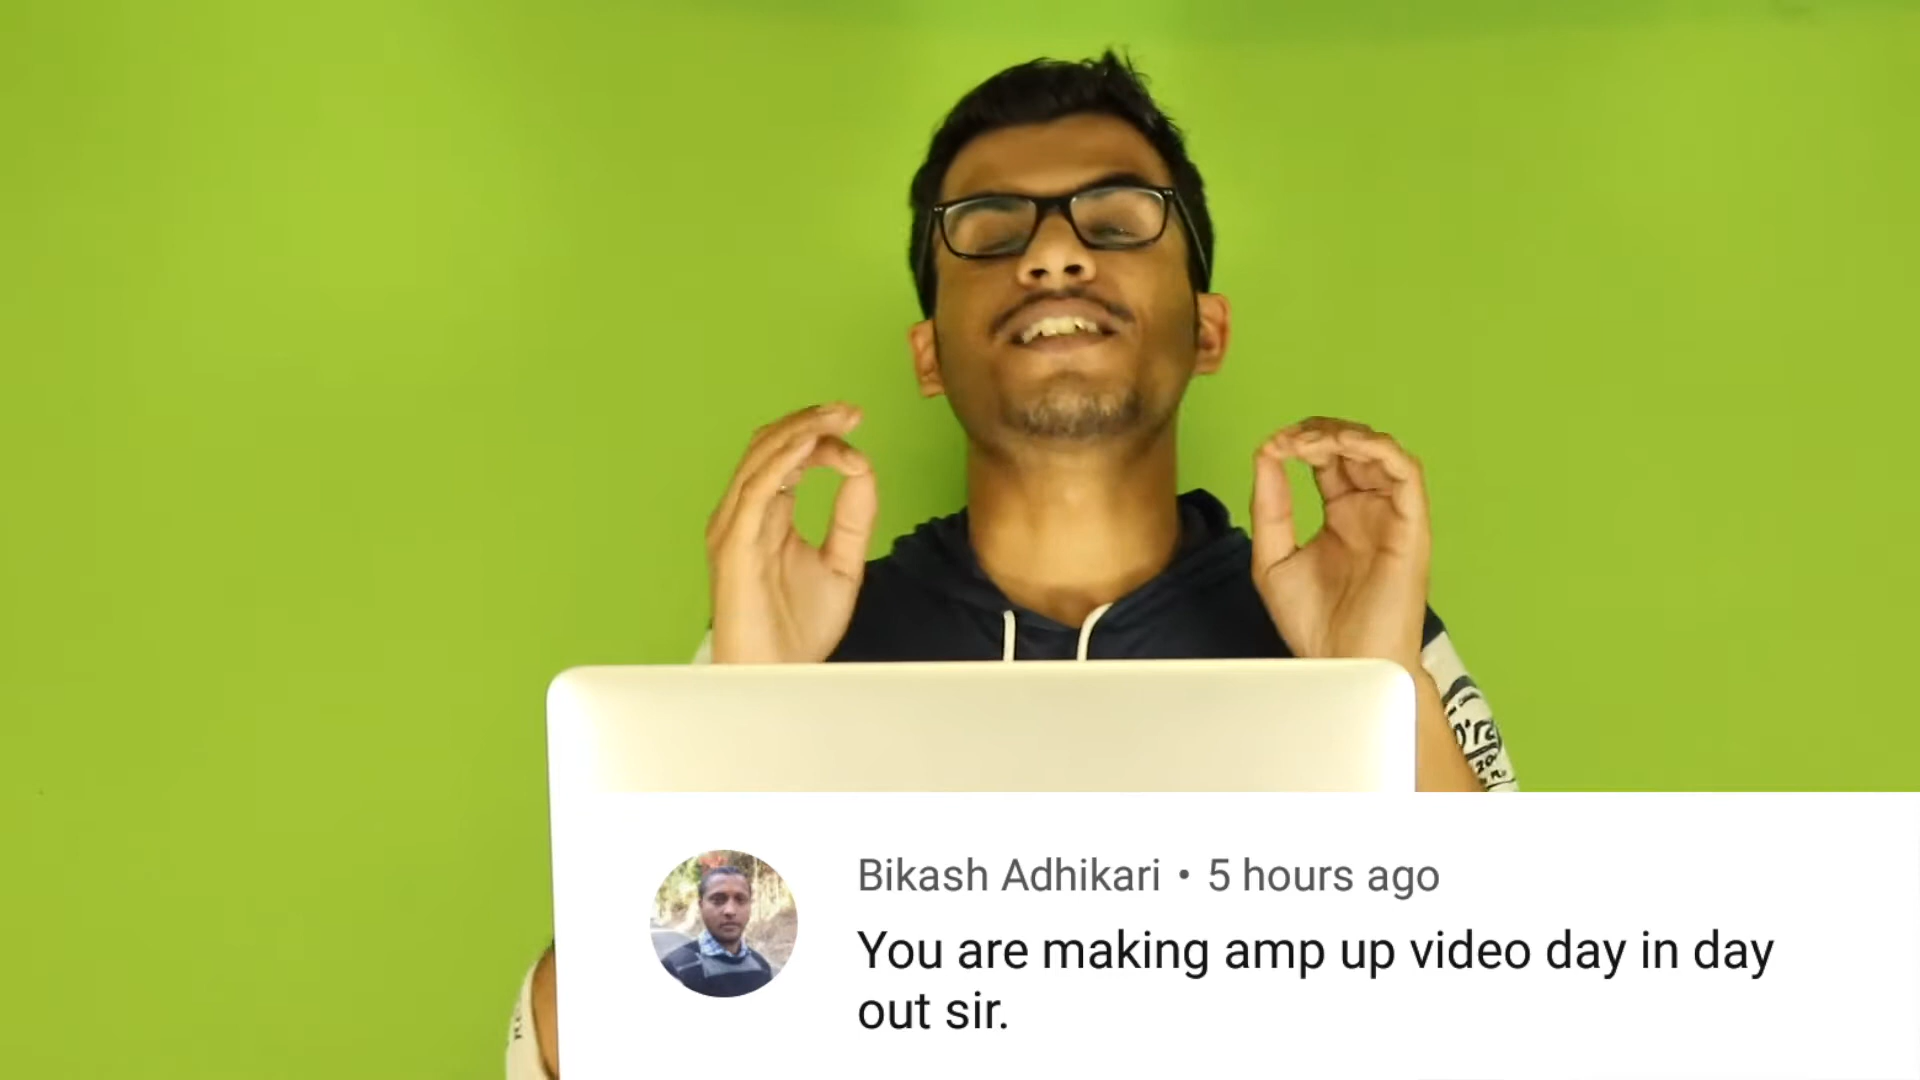 Bikash Adhikari • 5 hours ago
You are making amp up video day in day
out sir.